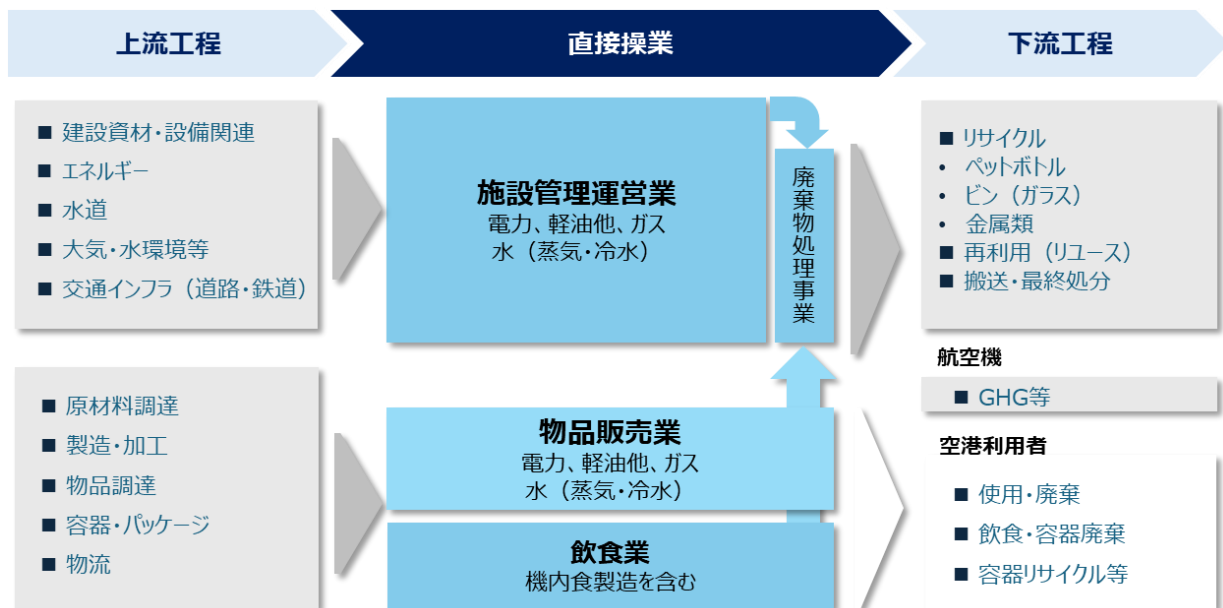 上流工程
直接操業
下流工程
■ 建設資材・設備関連
■ エネルギー
■ 水道
■ 大気・水環境等
■ 交通インフラ（道路・鉄道）
施設管理運営業
電力、軽油他、ガス
水（蒸気・冷水）
廃棄物処理事業
■ リサイクル
• ペットボトル
• ビン（ガラス）
• 金属類
■ 再利用（リユース）
■ 搬送・最終処分
航空機
■ GHG等
■ 原材料調達
■ 製造・加工
■ 物品調達
■ 容器・パッケージ
■ 物流
物品販売業
電力、軽油他、ガス
水（蒸気・冷水）
飲食業
機内食製造を含む
空港利用者
■ 使用・廃棄
■ 飲食・容器廃棄
■ 容器リサイクル等